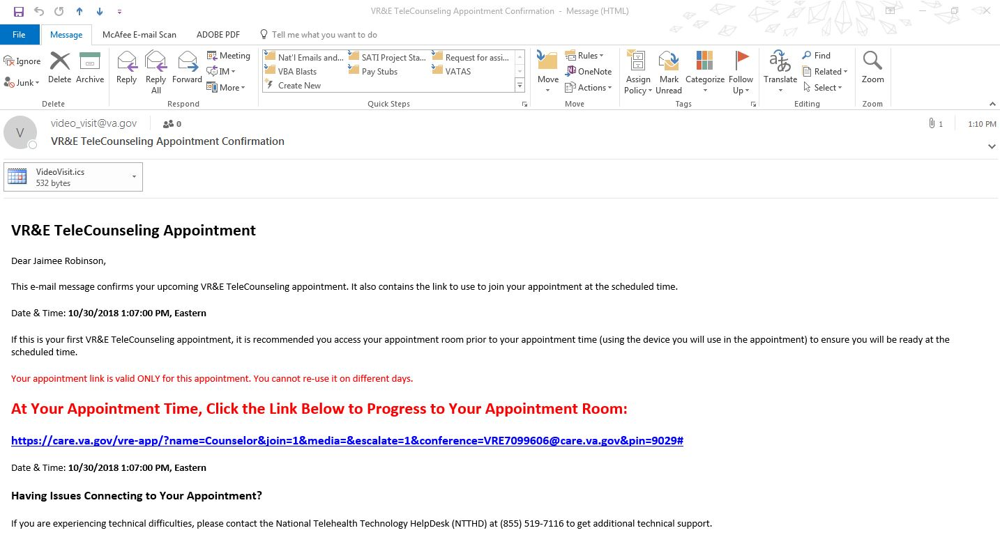 VR&E TeleCounseling Appointment Confirmation - Message (HTML)
File Message McAfee E-mail Scan ADOBE PDF Tell me what you want to do
Ignore
Junk
Delete
Archive
Delete
Reply
Reply All
Forward
Meeting
IM
More
Respond
Nat'l Emails and... SATI Project Sta... Request for assi...
VBA Blasts Pay Stubs VATAS
Create New
Quick Steps
Move
Rules
OneNote
Actions
Move
Assign Policy
Mark Unread
Categorize
Follow Up
Tags
Translate
Find
Related
Select
Editing
Zoom
Zoom
V
video_visit@va.gov 0
VR&E TeleCounseling Appointment Confirmation
1 1:10 PM
VideoVisit.ics
532 bytes
VR&E TeleCounseling Appointment
Dear Jaimee Robinson,
This e-mail message confirms your upcoming VR&E TeleCounseling appointment. It also contains the link to use to join your appointment at the scheduled time.
Date & Time: 10/30/2018 1:07:00 PM, Eastern
If this is your first VR&E TeleCounseling appointment, it is recommended you access your appointment room prior to your appointment time (using the device you will use in the appointment) to ensure you will be ready at the
scheduled time.
Your appointment link is valid ONLY for this appointment. You cannot re-use it on different days.
At Your Appointment Time, Click the Link Below to Progress to Your Appointment Room:
https://care.va.gov/vre-app/?name=Counselor&join=1&media=&escalate=1&conference=VRE7099606@care.va.gov&pin=9029#
Date & Time: 10/30/2018 1:07:00 PM, Eastern
Having Issues Connecting to Your Appointment?
If you are experiencing technical difficulties, please contact the National Telehealth Technology HelpDesk (NTTHD) at (855) 519-7116 to get additional technical support.